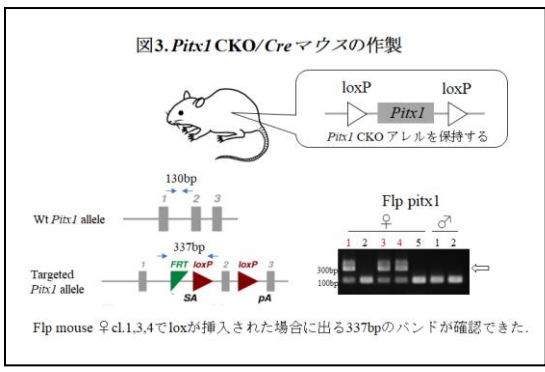 図3. Pitx1 CKO/Cre マウスの作製
loxP loxP
Pitx1
Pitx1 CKO アレルを保持する
130bp
1 2 3
Wt Pitx1 allele
337bp
1 FRT loxP 2 loxP 3
Targeted
Pitx1 allele
SA pA
Flp pitx1
♀ ♂
1 2 3 4 5 1 2
300bp
100bp
Flp mouse ♀cl.1,3,4でloxが挿入された場合に出る337bpのバンドが確認できた.